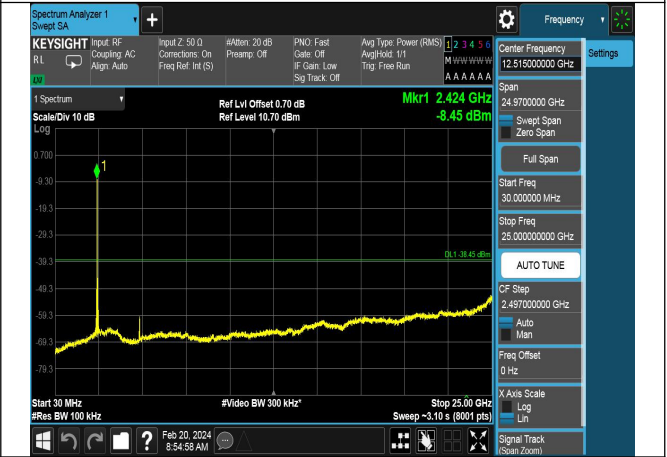 Spectrum Analyzer 1
Swept SA
+
Frequency
KEYSIGHT
RL
Input: RF
Coupling: AC
Align: Auto
Input Z: 50 Ω
Corrections: On
Freq Ref: Int (S)
#Atten: 20 dB
Preamp: Off
PNO: Fast
Gate: Off
IF Gain: Low
Sig Track: Off
Avg Type: Power (RMS)
Avg|Hold: 1/1
Trig: Free Run
1 2 3 4 5 6
M W W W W W
A A A A A A
1 Spectrum
Scale/Div 10 dB
Log
Ref Lvl Offset 0.70 dB
Ref Level 10.70 dBm
Mkr1 2.424 GHz
-8.45 dBm
1
0.700
-9.30
-19.3
-29.3
-39.3
-49.3
-59.3
-69.3
-79.3
DL1 -38.45 dBm
Start 30 MHz
#Res BW 100 kHz
#Video BW 300 kHz*
Stop 25.00 GHz
Sweep ~3.10 s (8001 pts)
Feb 20, 2024
8:54:58 AM
?
Settings
Center Frequency
12.515000000 GHz
Span
24.9700000 GHz
Swept Span
Zero Span
Full Span
Start Freq
30.000000 MHz
Stop Freq
25.000000000 GHz
AUTO TUNE
CF Step
2.497000000 GHz
Auto
Man
Freq Offset
0 Hz
X Axis Scale
Log
Lin
Signal Track
(Span Zoom)